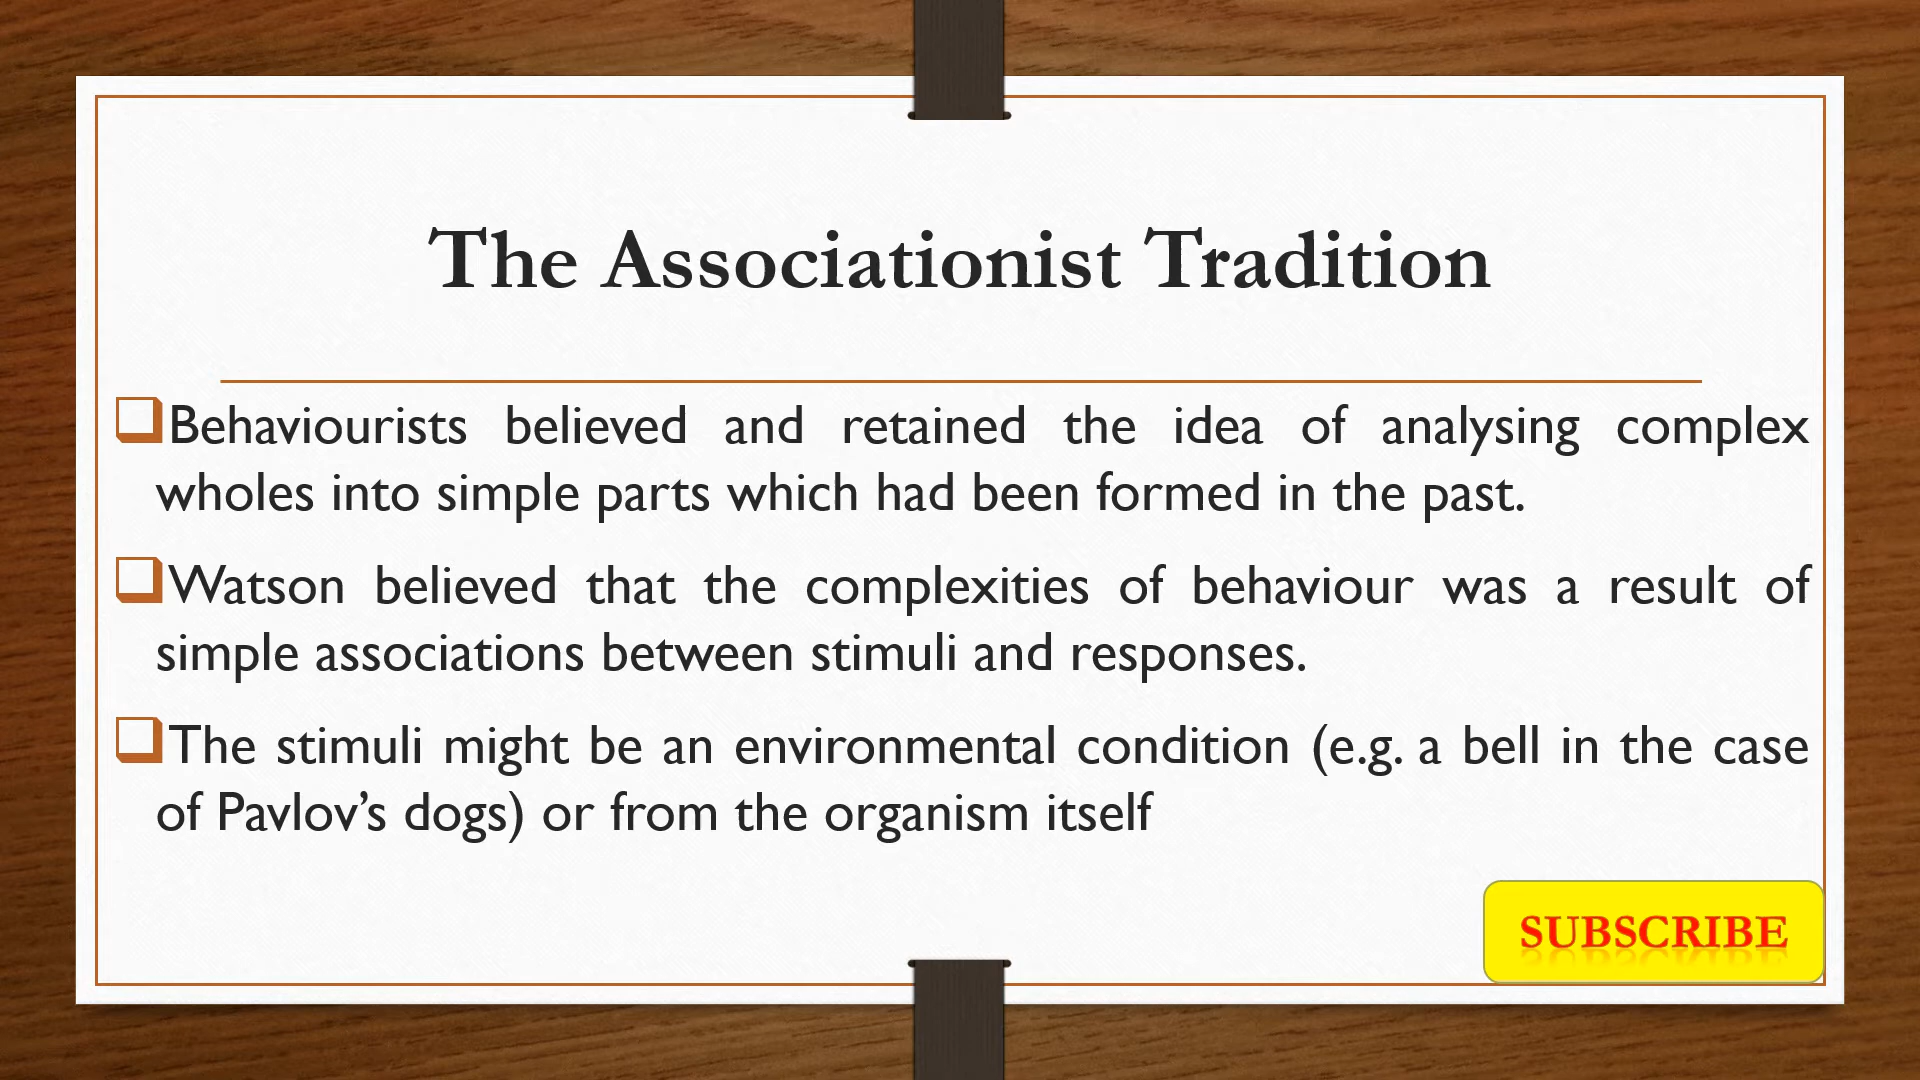 The Associationist Tradition
Behaviourists believed and retained the idea of analysing complex
wholes into simple parts which had been formed in the past.
Watson believed that the complexities of behaviour was a result of
simple associations between stimuli and responses.
The stimuli might be an environmental condition (e.g. a bell in the case
of Pavlov’s dogs) or from the organism itself
SUBSCRIBE